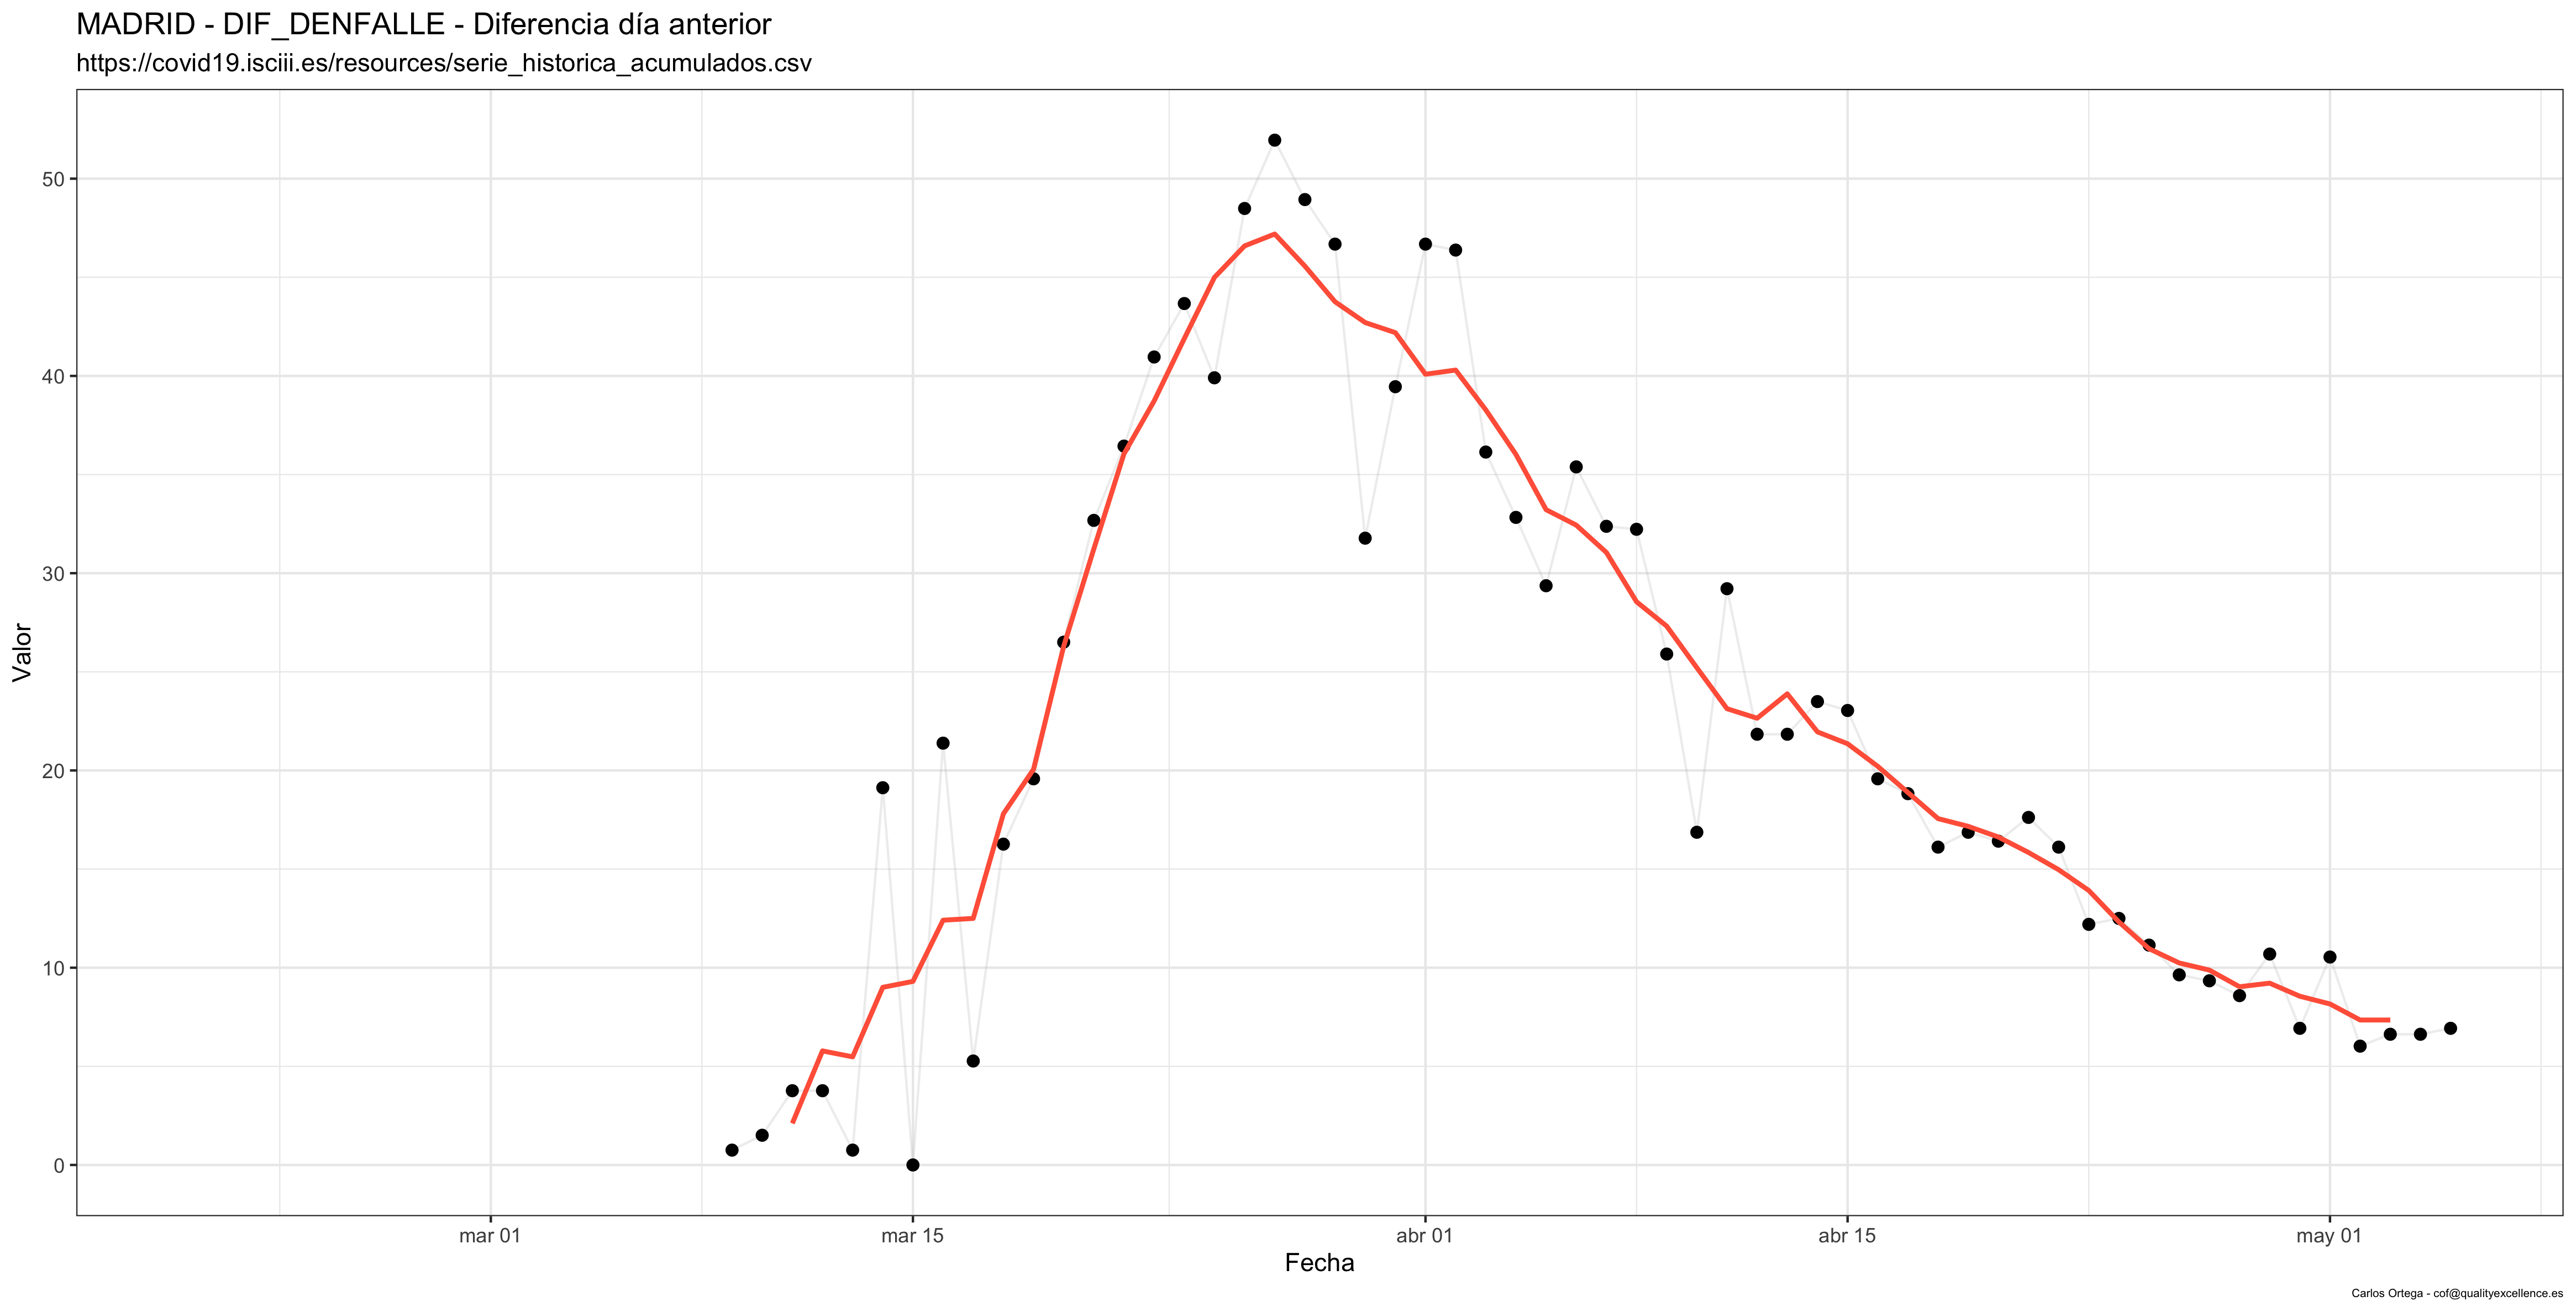 MADRID - DIF_DENFALLE - Diferencia día anterior
https://covid19.isciii.es/resources/serie_historica_acumulados.csv
50
40
30
20
10
0
Valor
mar 01
mar 15
abr 01
abr 15
may 01
Fecha
Carlos Ortega - cof@qualityexcellence.es